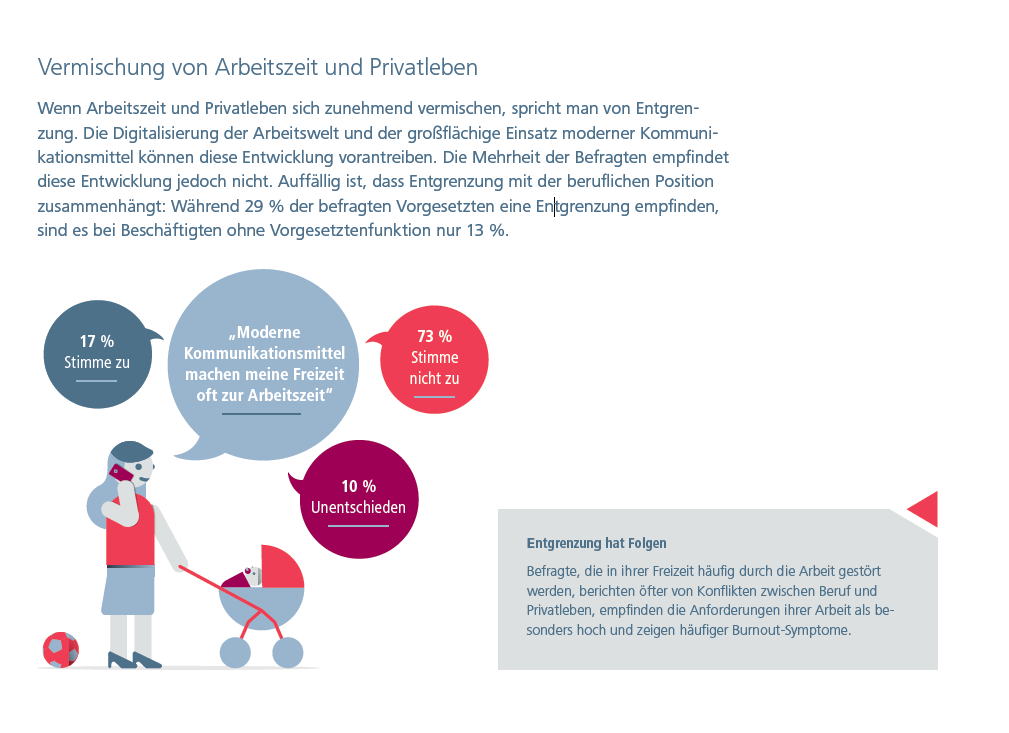 Vermischung von Arbeitszeit und Privatleben
Wenn Arbeitszeit und Privatleben sich zunehmend vermischen, spricht man von Entgren-
zung. Die Digitalisierung der Arbeitswelt und der großflächige Einsatz moderner Kommuni-
kationsmittel können diese Entwicklung vorantreiben. Die Mehrheit der Befragten empfindet
diese Entwicklung jedoch nicht. Auffällig ist, dass Entgrenzung mit der beruflichen Position
zusammenhängt: Während 29 % der befragten Vorgesetzten eine Entgrenzung empfinden,
sind es bei Beschäftigten ohne Vorgesetztenfunktion nur 13 %.
17 %
Stimme zu
„Moderne
Kommunikationsmittel
machen meine Freizeit
oft zur Arbeitszeit“
73 %
Stimme
nicht zu
10 %
Unentschieden
Entgrenzung hat Folgen
Befragte, die in ihrer Freizeit häufig durch die Arbeit gestört
werden, berichten öfter von Konflikten zwischen Beruf und
Privatleben, empfinden die Anforderungen ihrer Arbeit als be-
sonders hoch und zeigen häufiger Burnout-Symptome.